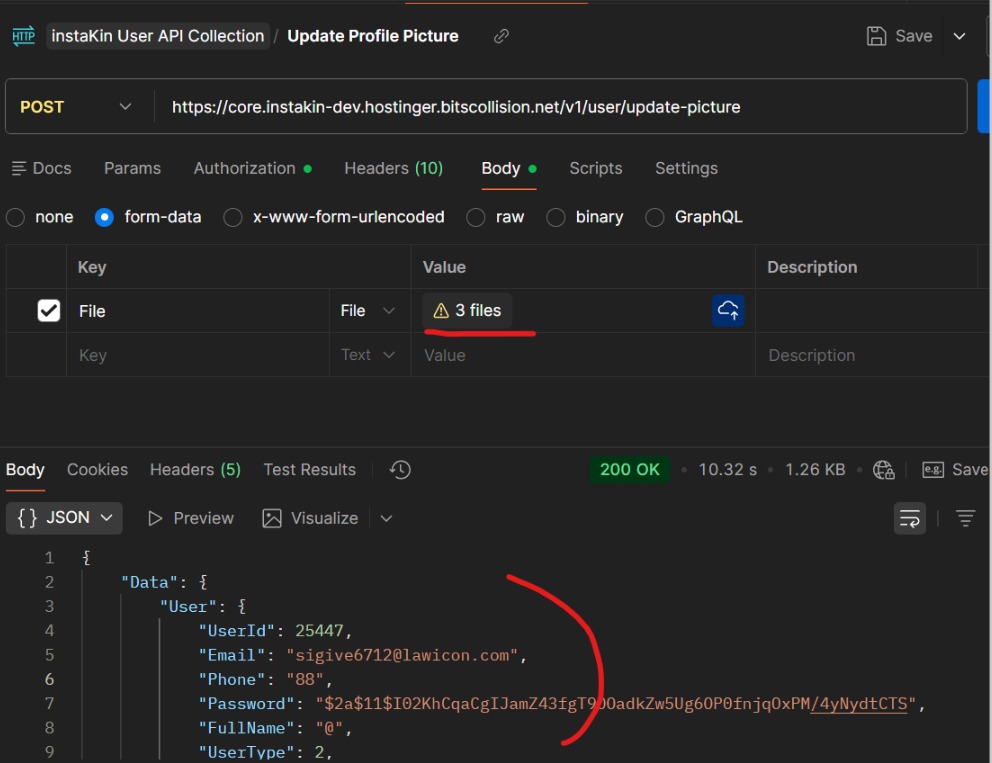 HTTP instaKin User API Collection / Update Profile Picture Save
POST https://core.instakin-dev.hostinger.bitscollision.net/v1/user/update-picture
Docs Params Authorization Headers (10) Body Scripts Settings
none form-data x-www-form-urlencoded raw binary GraphQL
Key Value Description
File File 3 files
Key Text Value Description
Body Cookies Headers (5) Test Results 200 OK 10.32 s 1.26 KB e.g. Save
{} JSON Preview Visualize
1 {
2 "Data": {
3 "User": {
4 "UserId": 25447,
5 "Email": "sigive6712@lawicon.com",
6 "Phone": "88",
7 "Password":
8 "FullName": "@",
9 "UserType": 2,